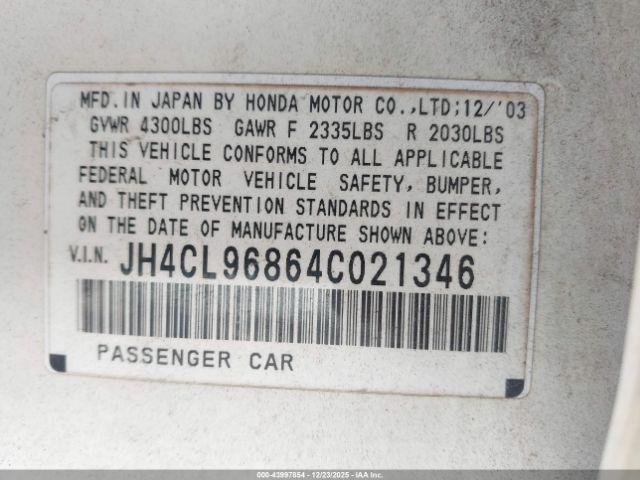 MFD. IN JAPAN BY HONDA MOTOR CO.,LTD;12/'03
GVWR 4300LBS GAWR F 2335LBS R 2030LBS
THIS VEHICLE CONFORMS TO ALL APPLICABLE
FEDERAL MOTOR VEHICLE SAFETY, BUMPER,
AND THEFT PREVENTION STANDARDS IN EFFECT
ON THE DATE OF MANUFACTURE SHOWN ABOVE:
V.I.N. JH4CL96864C021346
PASSENGER CAR
000-43997854 | 12/23/2025 | IAA, Inc.